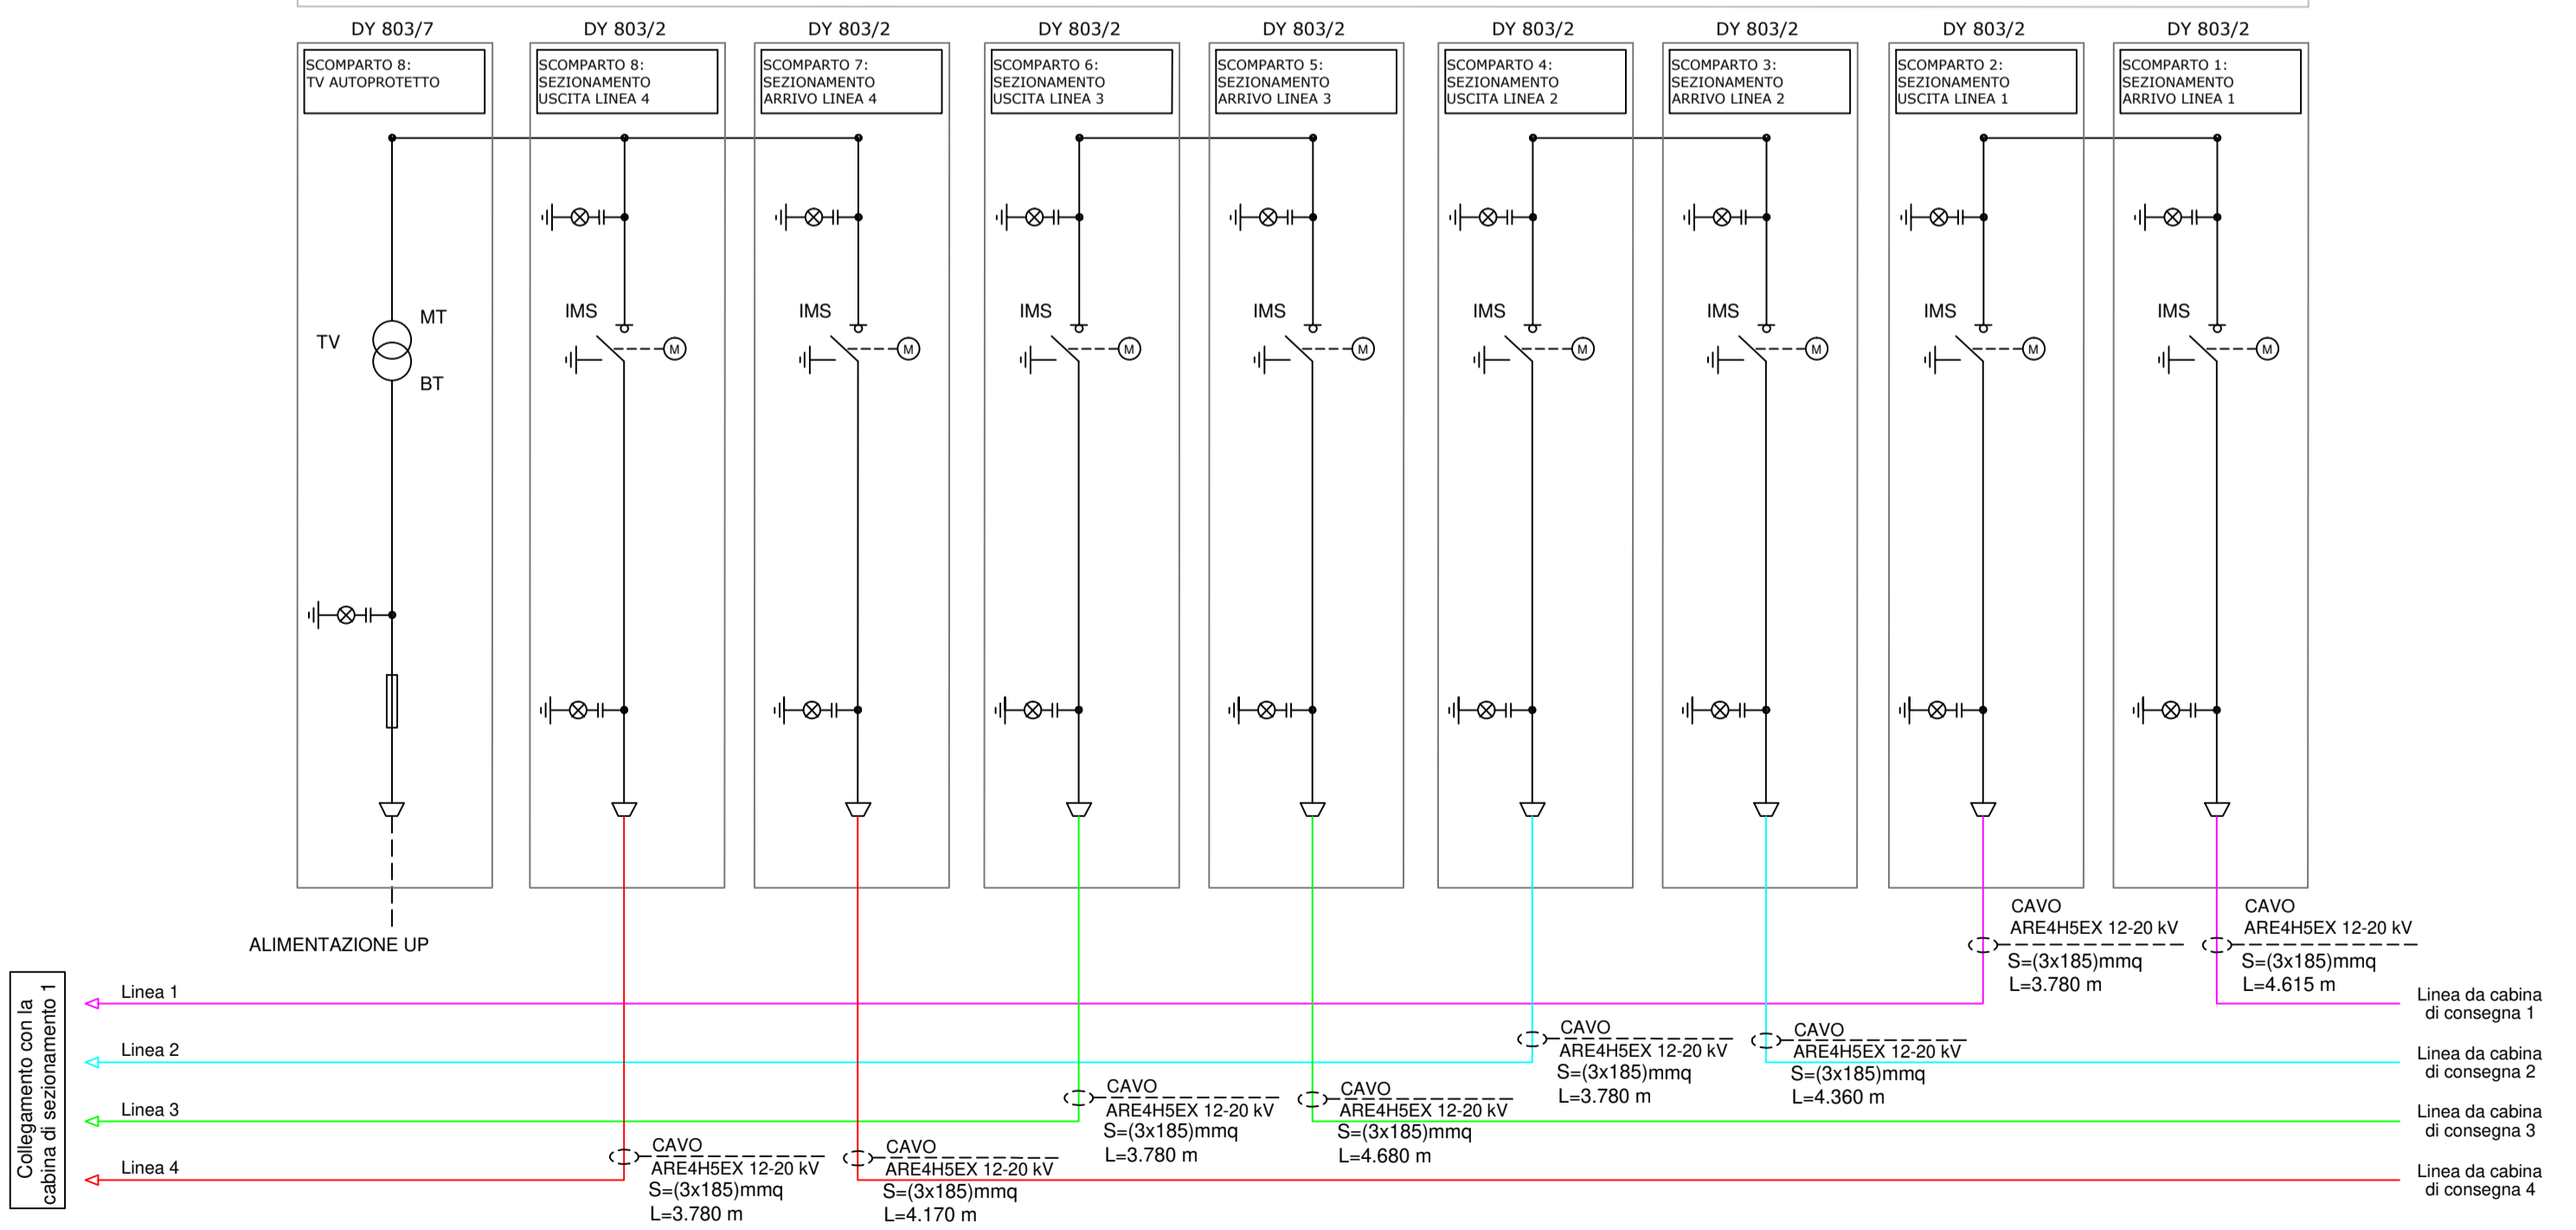 DY 803/7
DY 803/2
DY 803/2
DY 803/2
DY 803/2
DY 803/2
DY 803/2
DY 803/2
DY 803/2
SCOMPARTO 8:
TV AUTOPROTETTO
SCOMPARTO 8:
SEZIONAMENTO
USCITA LINEA 4
SCOMPARTO 7:
SEZIONAMENTO
ARRIVO LINEA 4
SCOMPARTO 6:
SEZIONAMENTO
USCITA LINEA 3
SCOMPARTO 5:
SEZIONAMENTO
ARRIVO LINEA 3
SCOMPARTO 4:
SEZIONAMENTO
USCITA LINEA 2
SCOMPARTO 3:
SEZIONAMENTO
ARRIVO LINEA 2
SCOMPARTO 2:
SEZIONAMENTO
USCITA LINEA 1
SCOMPARTO 1:
SEZIONAMENTO
ARRIVO LINEA 1
TV
MT
BT
IMS
M
IMS
M
IMS
M
IMS
M
IMS
M
IMS
M
IMS
M
IMS
M
ALIMENTAZIONE UP
CAVO
ARE4H5EX 12-20 kV
S=(3x185)mmq
L=3.780 m
CAVO
ARE4H5EX 12-20 kV
S=(3x185)mmq
L=4.615 m
Collegamento con la
cabina di sezionamento 1
Linea 1
Linea da cabina
di consegna 1
CAVO
ARE4H5EX 12-20 kV
S=(3x185)mmq
L=3.780 m
CAVO
ARE4H5EX 12-20 kV
S=(3x185)mmq
L=4.360 m
Linea 2
Linea da cabina
di consegna 2
CAVO
ARE4H5EX 12-20 kV
S=(3x185)mmq
L=3.780 m
CAVO
ARE4H5EX 12-20 kV
S=(3x185)mmq
L=4.680 m
Linea 3
Linea da cabina
di consegna 3
CAVO
ARE4H5EX 12-20 kV
S=(3x185)mmq
L=3.780 m
CAVO
ARE4H5EX 12-20 kV
S=(3x185)mmq
L=4.170 m
Linea 4
Linea da cabina
di consegna 4